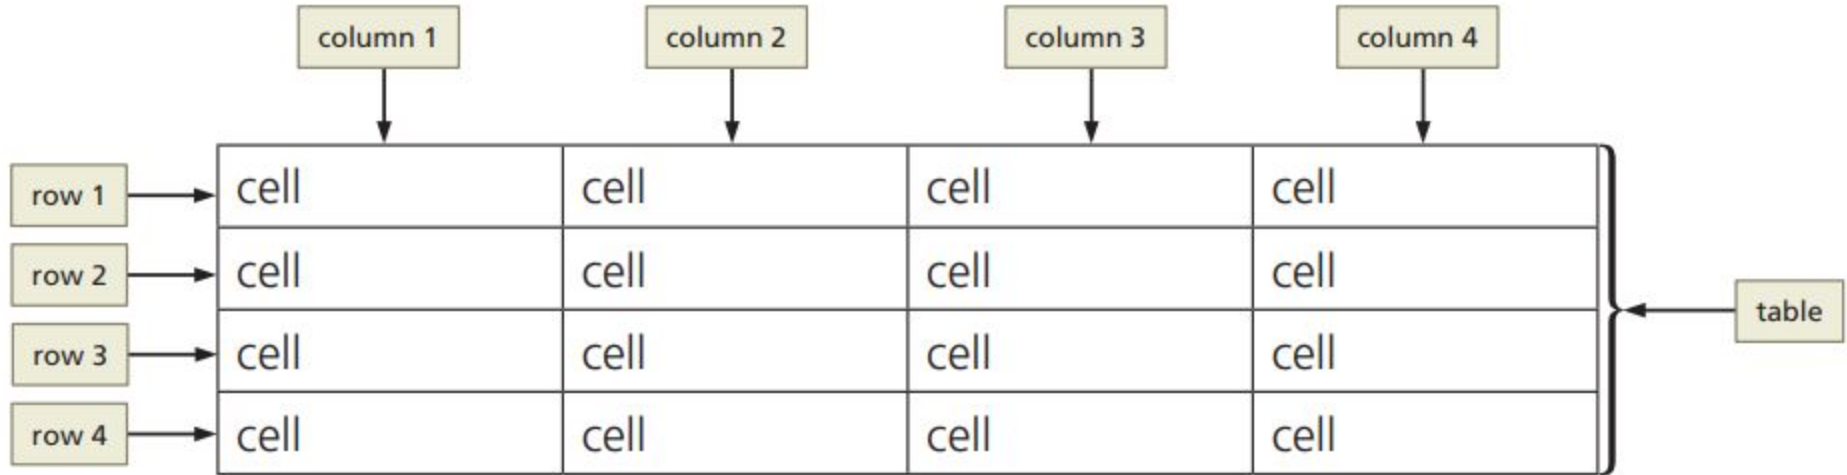 column 1 column 2 column 3 column 4
row 1 cell cell cell cell
row 2 cell cell cell cell
table
row 3 cell cell cell cell
row 4 cell cell cell cell